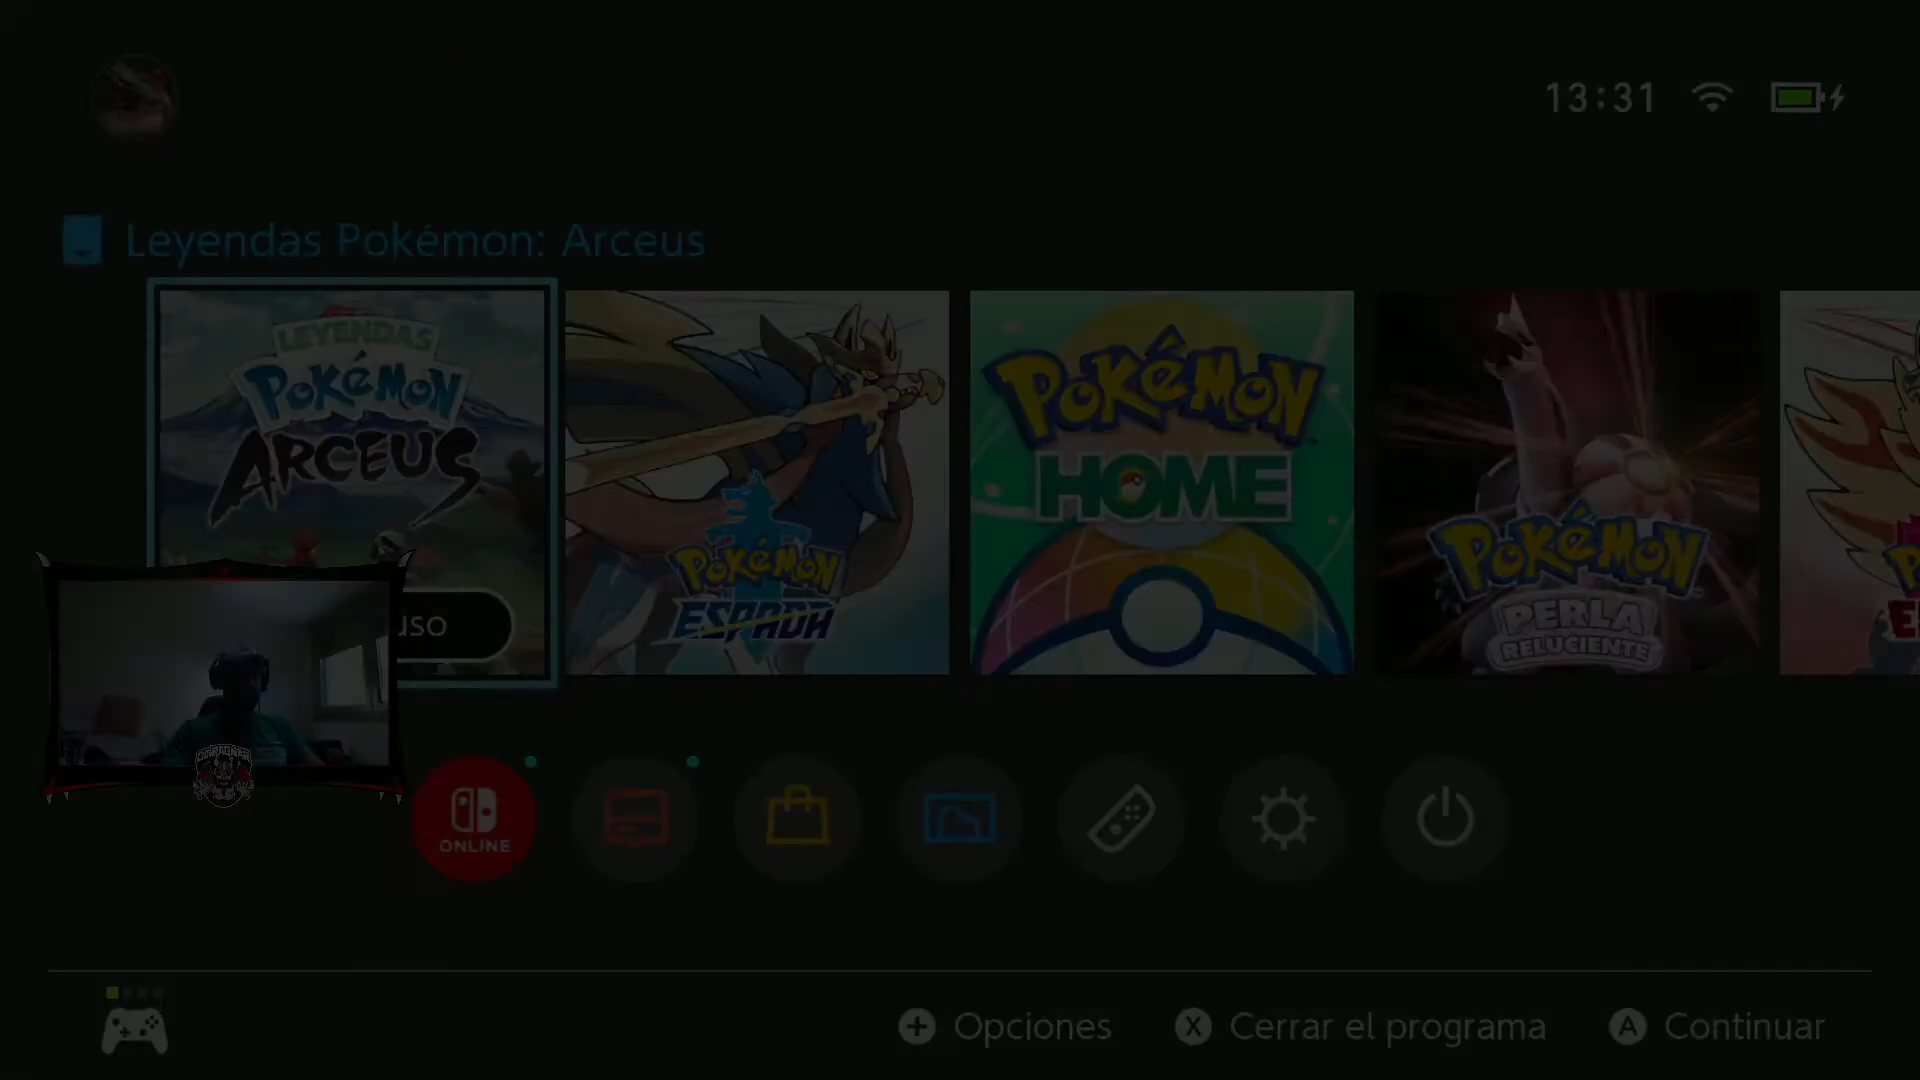 13:31
Leyendas Pokémon: Arceus
LEYENDAS
POKéMON
ARCEUS
uso
POKéMON
ESPADA
POKéMON
HOME
POKéMON
PERLA
RELUCIENTE
ONLINE
Opciones
X Cerrar el programa
A Continuar